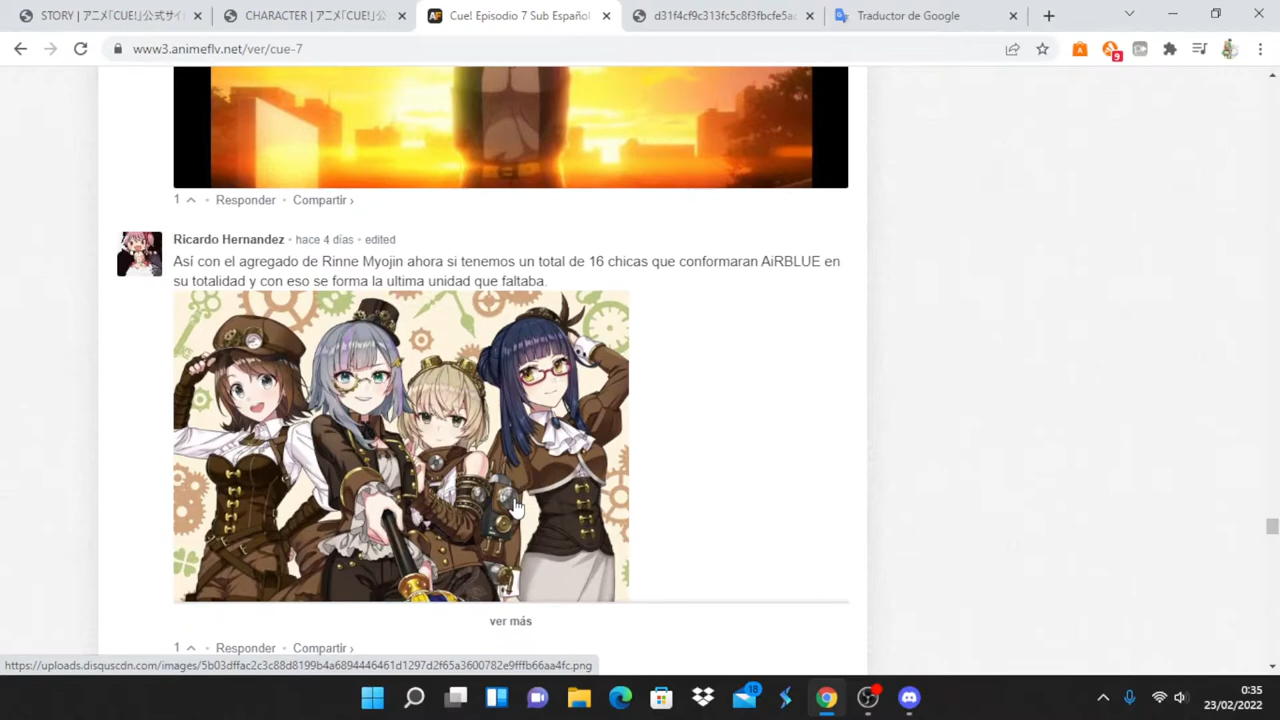 STORY | アニメ「CUE!」公式サイ
CHARACTER | アニメ「CUE!」公
Cue! Episodio 7 Sub Español
d31f4cf9c313fc5c8f3fbcfe5ac
Traductor de Google
www3.animeflv.net/ver/cue-7
9
1 • Responder • Compartir ›
Ricardo Hernandez • hace 4 días • edited
Así con el agregado de Rinne Myojin ahora si tenemos un total de 16 chicas que conformaran AiRBLUE en
su totalidad y con eso se forma la ultima unidad que faltaba.
ver más
1 • Responder • Compartir ›
https://uploads.disquscdn.com/images/5b03dffac2c3c88d8199b4a6894446461d1297d2f65a3600782e9fffb66aa4fc.png
18
0:35
23/02/2022